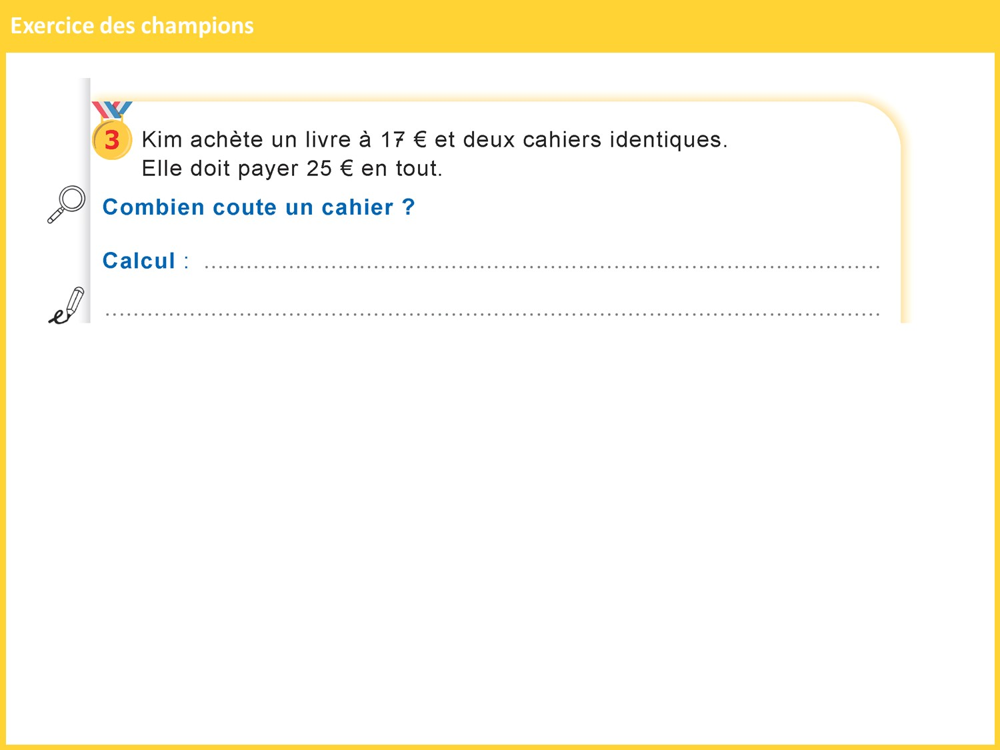 Exercice des champions
3 Kim achète un livre à 17 € et deux cahiers identiques.
Elle doit payer 25 € en tout.
Combien coute un cahier ?
Calcul : ................................................................................
................................................................................